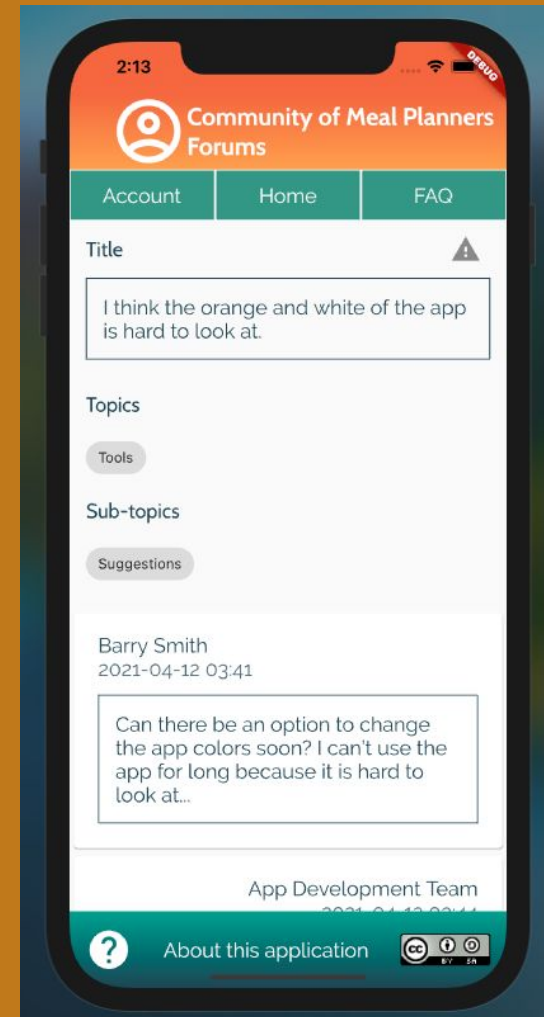 2:13
DEBUG
Community of Meal Planners
Forums
Account
Home
FAQ
Title
I think the orange and white of the app
is hard to look at.
Topics
Tools
Sub-topics
Suggestions
Barry Smith
2021-04-12 03:41
Can there be an option to change
the app colors soon? I can't use the
app for long because it is hard to
look at...
App Development Team
?
About this application
cc
BY SA